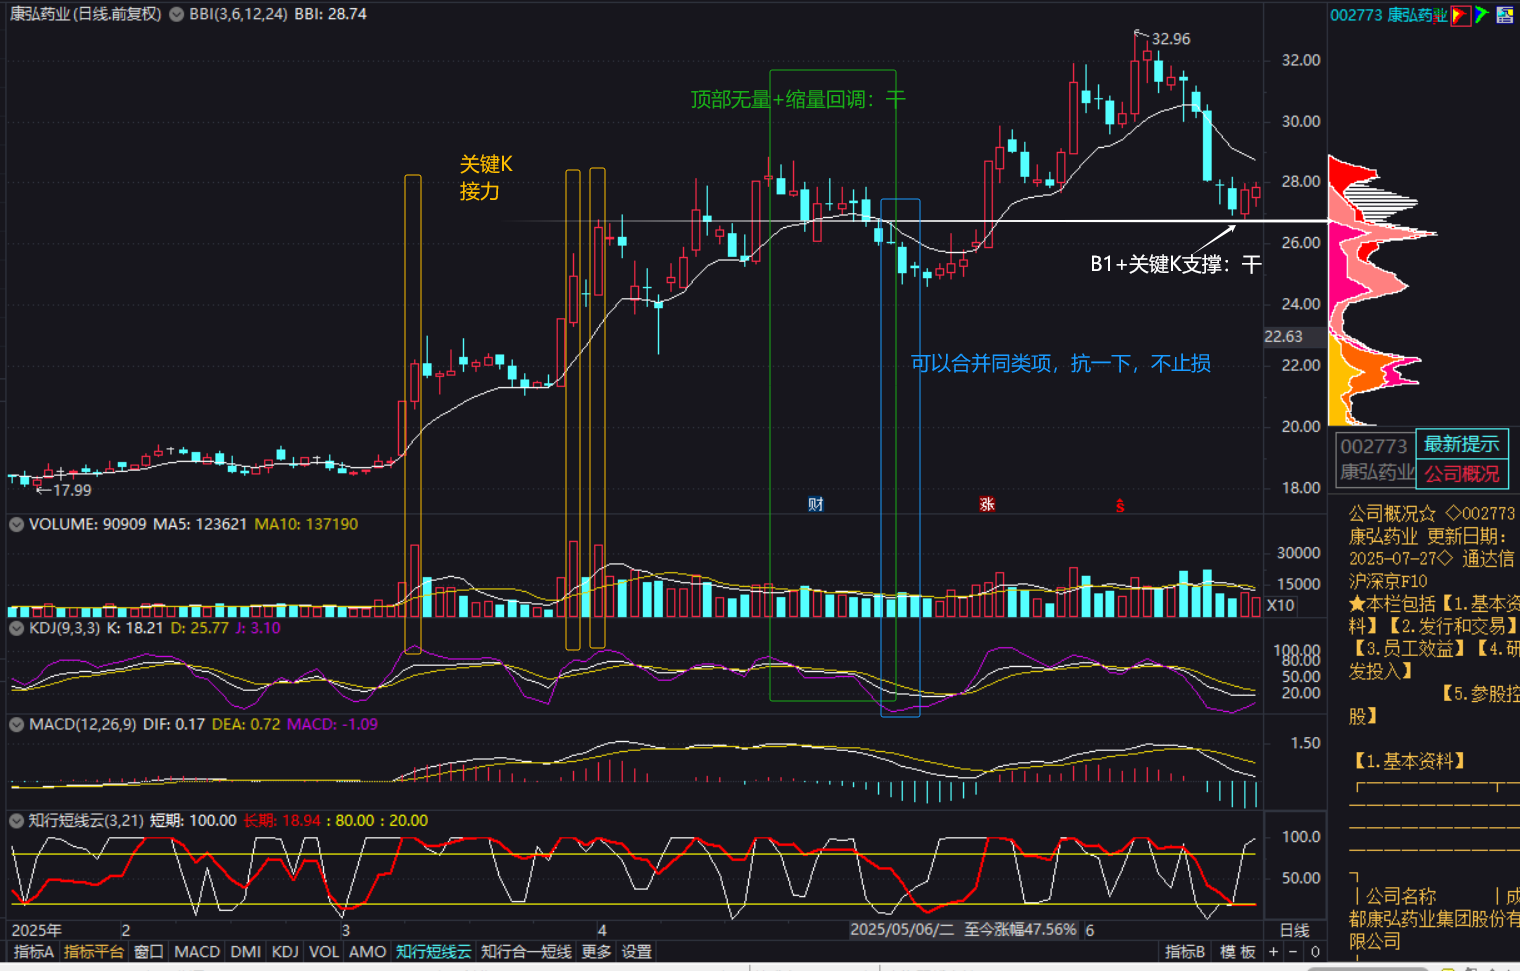 康弘药业(日线.前复权) BBI(3,6,12,24) BBI: 28.74
002773 康弘药业
32.96
32.00
顶部无量+缩量回调：干
30.00
关键K
接力
28.00
26.00
B1+关键K支撑：干
24.00
22.63
可以合并同类项，抗一下，不止损
22.00
20.00
002773 最新提示
康弘药业 公司概况
17.99
18.00
财
涨
ŝ
公司概况☆ ◇002773
康弘药业 更新日期：
2025-07-27◇ 通达信
沪深京F10
★本栏包括【1.基本资
料】【2.发行和交易】
【3.员工效益】【4.研
发投入】
【5.参股控
股】
【1.基本资料】
VOLUME: 90909 MA5: 123621 MA10: 137190
30000
15000
X10
KDJ(9,3,3) K: 18.21 D: 25.77 J: 3.10
100.00
80.00
50.00
20.00
MACD(12,26,9) DIF: 0.17 DEA: 0.72 MACD: -1.09
1.50
知行短线云(3,21) 短期: 100.00 长期: 18.94 : 80.00 : 20.00
100.0
50.00
|公司名称 |成
都康弘药业集团股份有
限公司
2025年 2 3 4 2025/05/06/二 至今涨幅47.56% 6 日线
指标A 指标平台 窗口 MACD DMI KDJ VOL AMO 知行短线云 知行合一短线 更多 设置 指标B 模板 + − 0